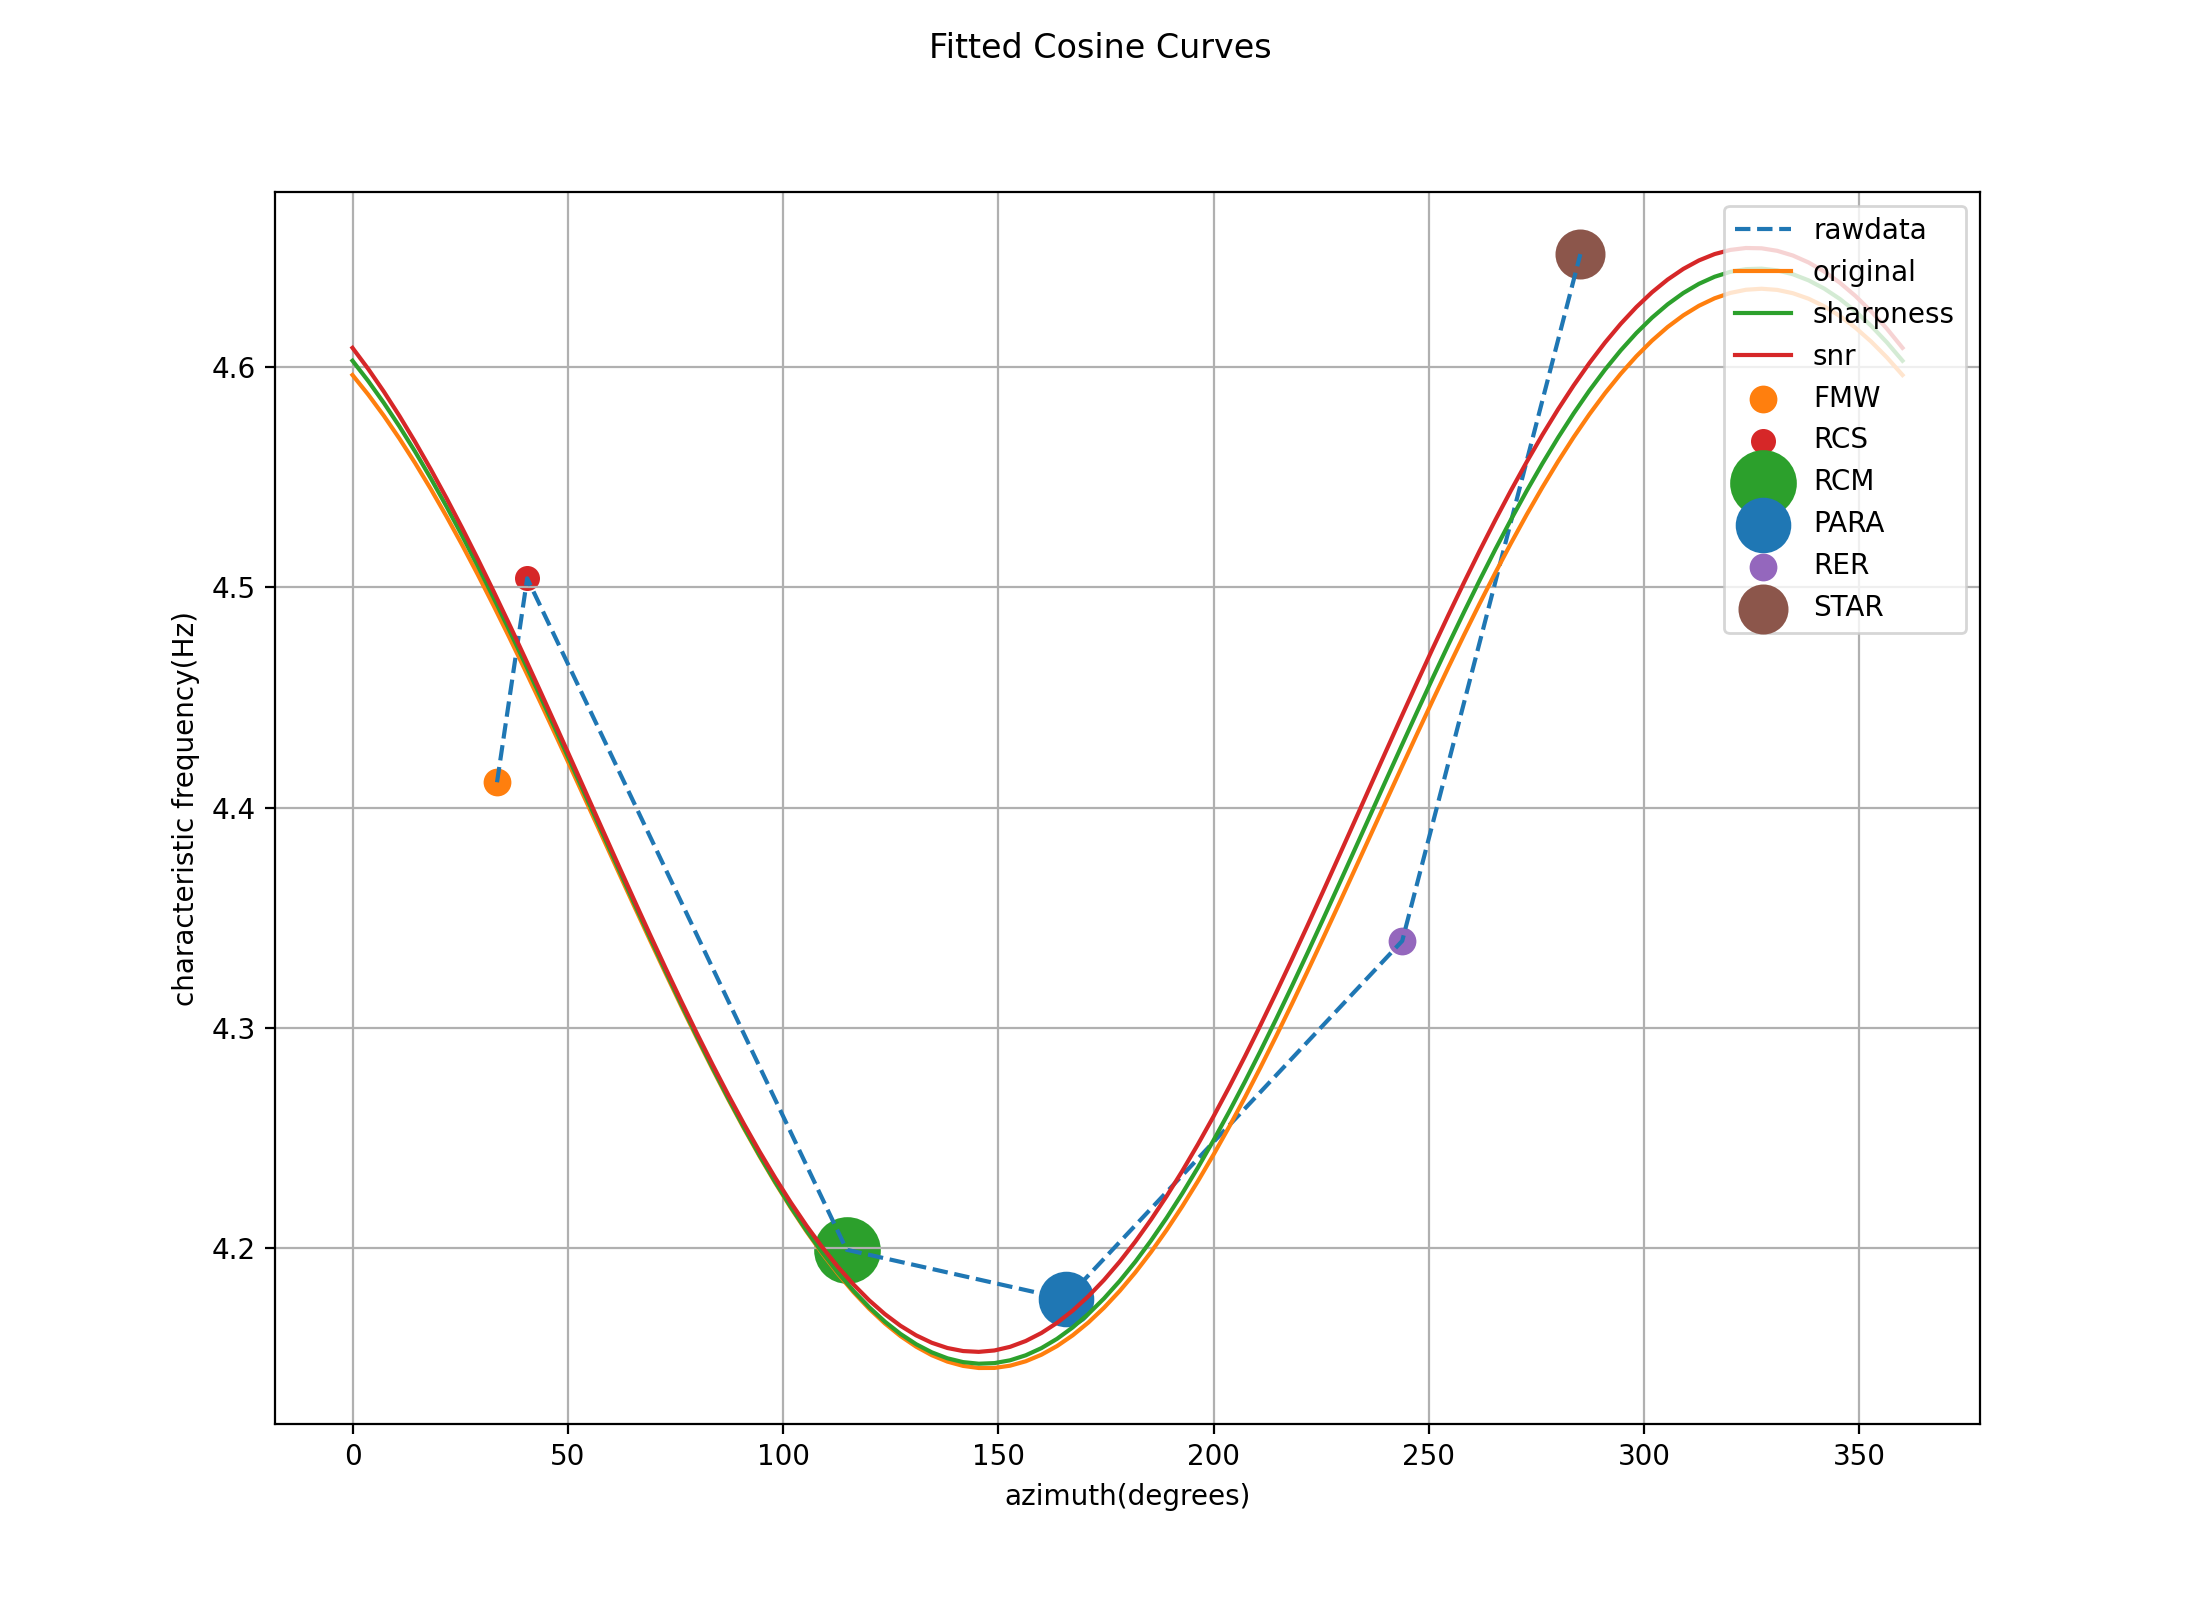 Fitted Cosine Curves
rawdata
original
sharpness
snr
FMW
RCS
RCM
PARA
RER
STAR
4.6
4.5
4.4
4.3
4.2
characteristic frequency(Hz)
0 50 100 150 200 250 300 350
azimuth(degrees)